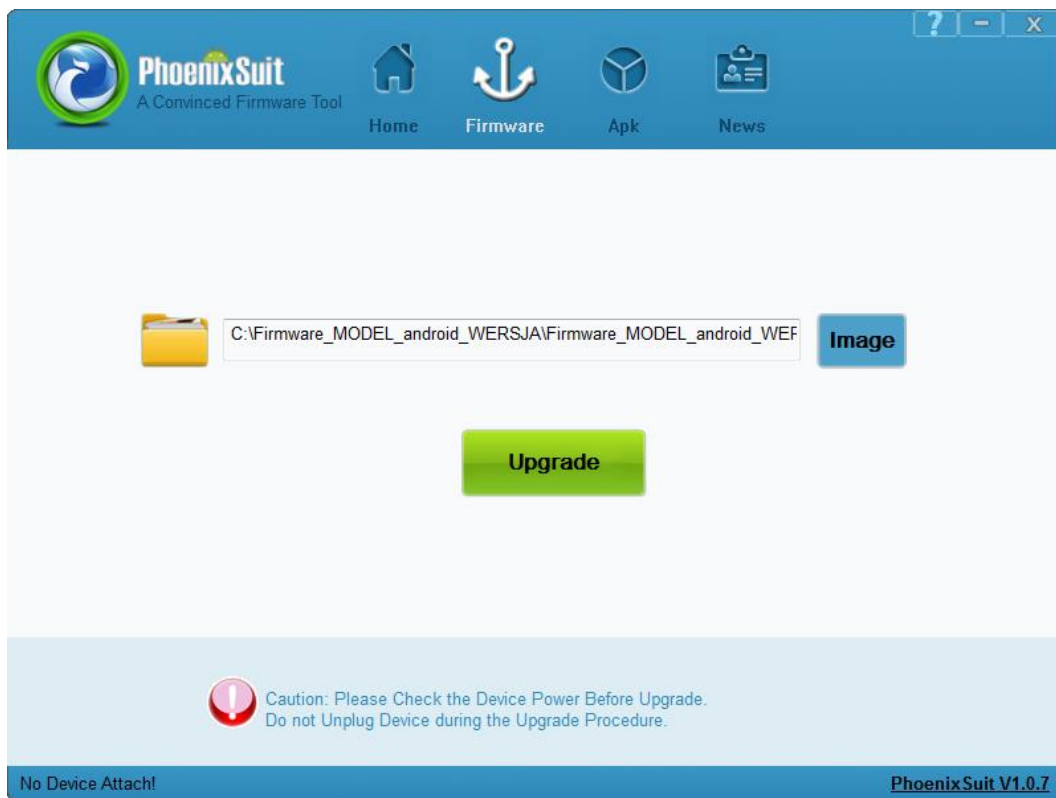 ? - X
PhoenixSuit
A Convinced Firmware Tool
Home Firmware Apk News
C:\Firmware_MODEL_android_WERSJA\Firmware_MODEL_android_WEF
Image
Upgrade
Caution: Please Check the Device Power Before Upgrade.
Do not Unplug Device during the Upgrade Procedure.
No Device Attach!
PhoenixSuit V1.0.7